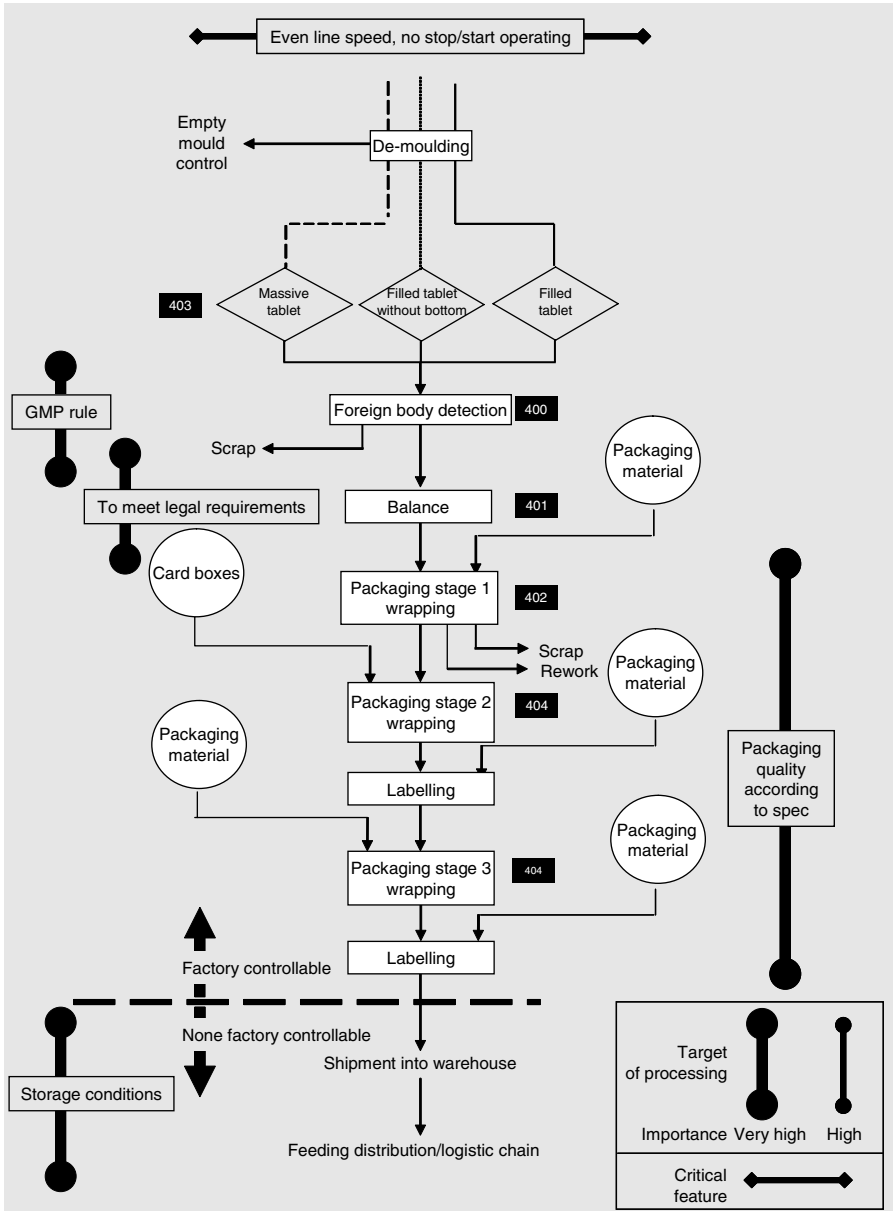 Even line speed, no stop/start operating
Empty
mould
control
De-moulding
403
Massive
tablet
Filled tablet
without bottom
Filled
tablet
GMP rule
Foreign body detection
400
Scrap
Packaging
material
To meet legal requirements
Balance
401
Card boxes
Packaging stage 1
wrapping
402
Scrap
Rework
Packaging
material
Packaging stage 2
wrapping
404
Packaging
material
Packaging
quality
according
to spec
Labelling
Packaging
material
Packaging stage 3
wrapping
404
Labelling
Factory controllable
None factory controllable
Shipment into warehouse
Storage conditions
Feeding distribution/logistic chain
Target
of processing
Importance Very high High
Critical
feature